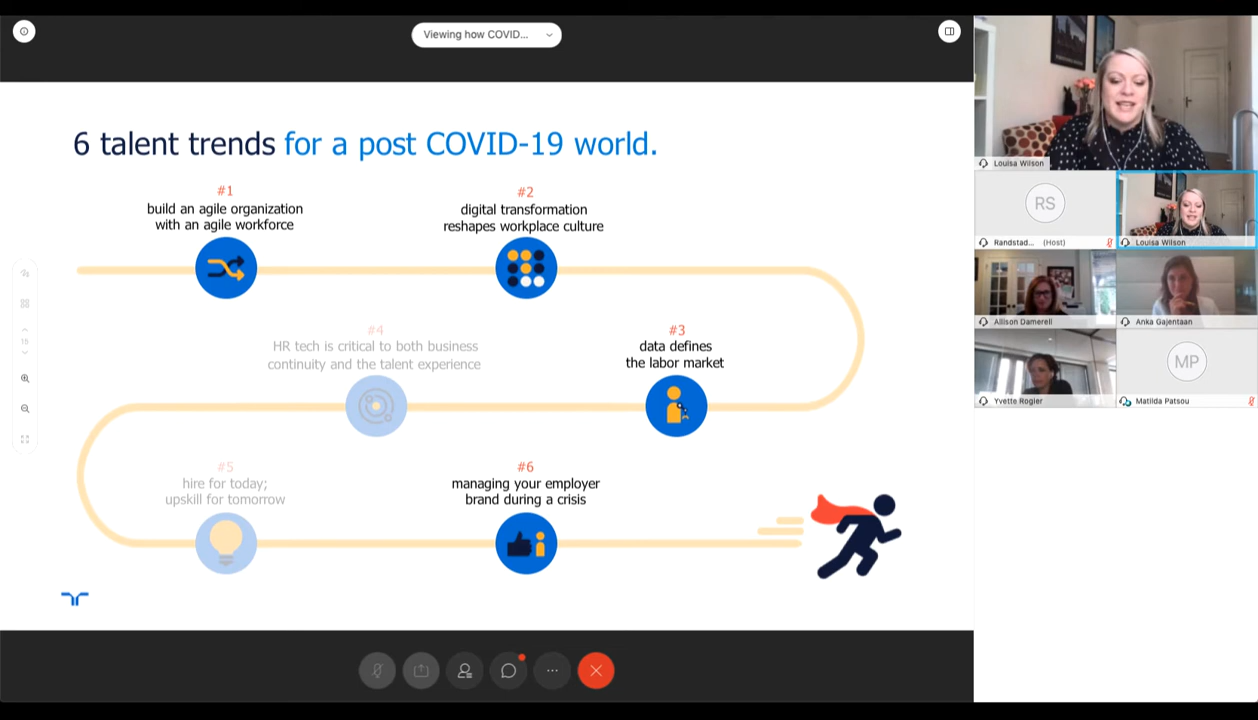 Viewing how COVID...
6 talent trends for a post COVID-19 world.
#1
build an agile organization
with an agile workforce
#2
digital transformation
reshapes workplace culture
#3
data defines
the labor market
#4
HR tech is critical to both business
continuity and the talent experience
#5
hire for today;
upskill for tomorrow
#6
managing your employer
brand during a crisis
Louisa Wilson
RS
Randstad... (Host)
Louisa Wilson
Allison Damerell
Anka Gajentaan
Yvette Rogier
MP
Matilda Patsou